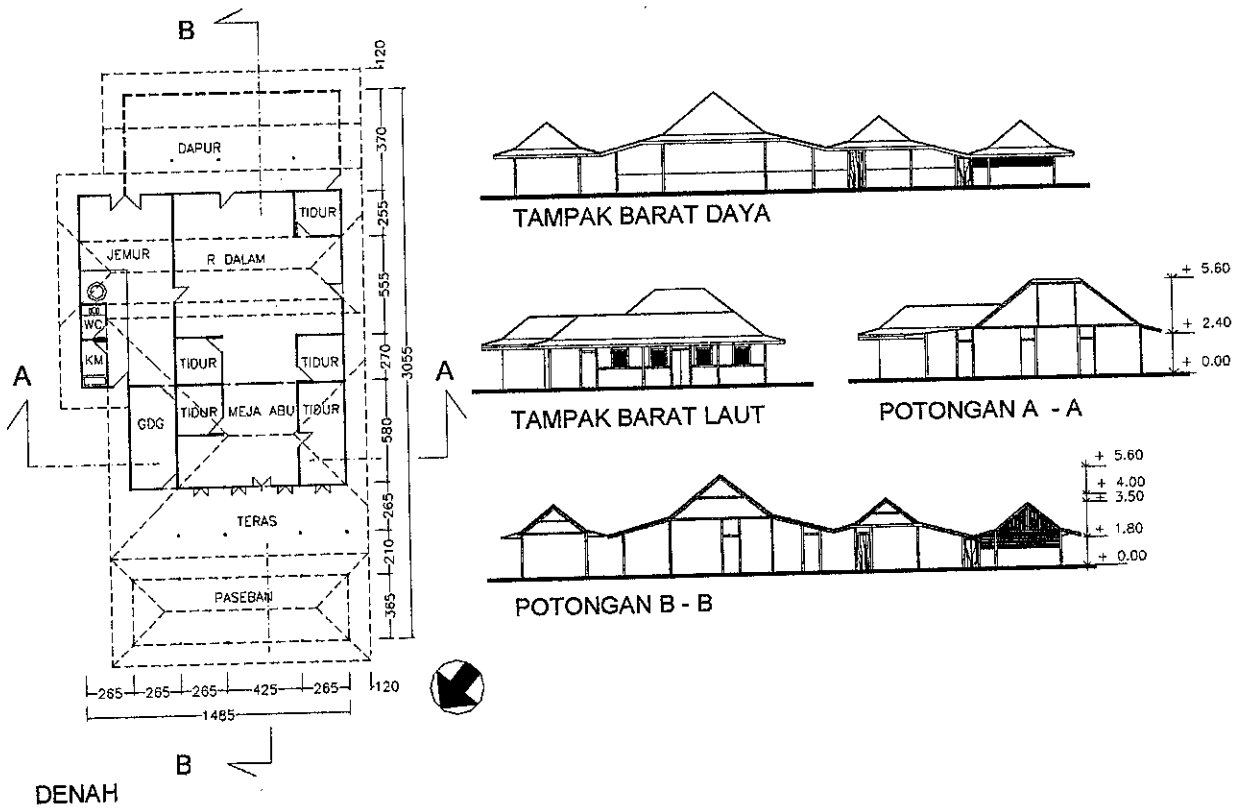 B
120
DAPUR
370
TIDUR
255
JEMUR
R DALAM
555
WC
KM
TIDUR
TIDUR
270
3055
A
A
GDG
TIDUR
MEJA ABU
TIDUR
580
265
TERAS
210
PASEBAN
365
265
265
265
425
265
120
1485
B
DENAH
TAMPAK BARAT DAYA
TAMPAK BARAT LAUT
+ 5.60
+ 2.40
+ 0.00
POTONGAN A - A
+ 5.60
+ 4.00
+ 3.50
+ 1.80
+ 0.00
POTONGAN B - B